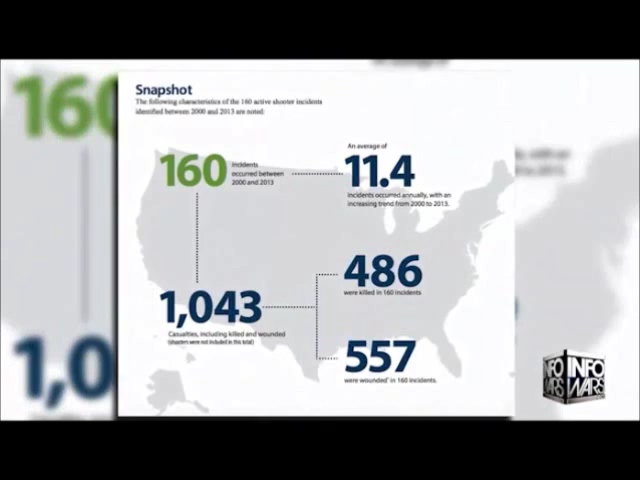 160
Snapshot
The following characteristics of the 160 active shooter incidents
identified between 2000 and 2013 are noted:
160
Incidents
occurred between
2000 and 2013
An average of
11.4
incidents occurred annually, with an
increasing trend from 2000 to 2013.
1,043
Casualties, including killed and wounded
(shooters were not included in this total)
486
were killed in 160 incidents
557
were wounded* in 160 incidents.
1,0
INFO
WARS
INFO
WARS